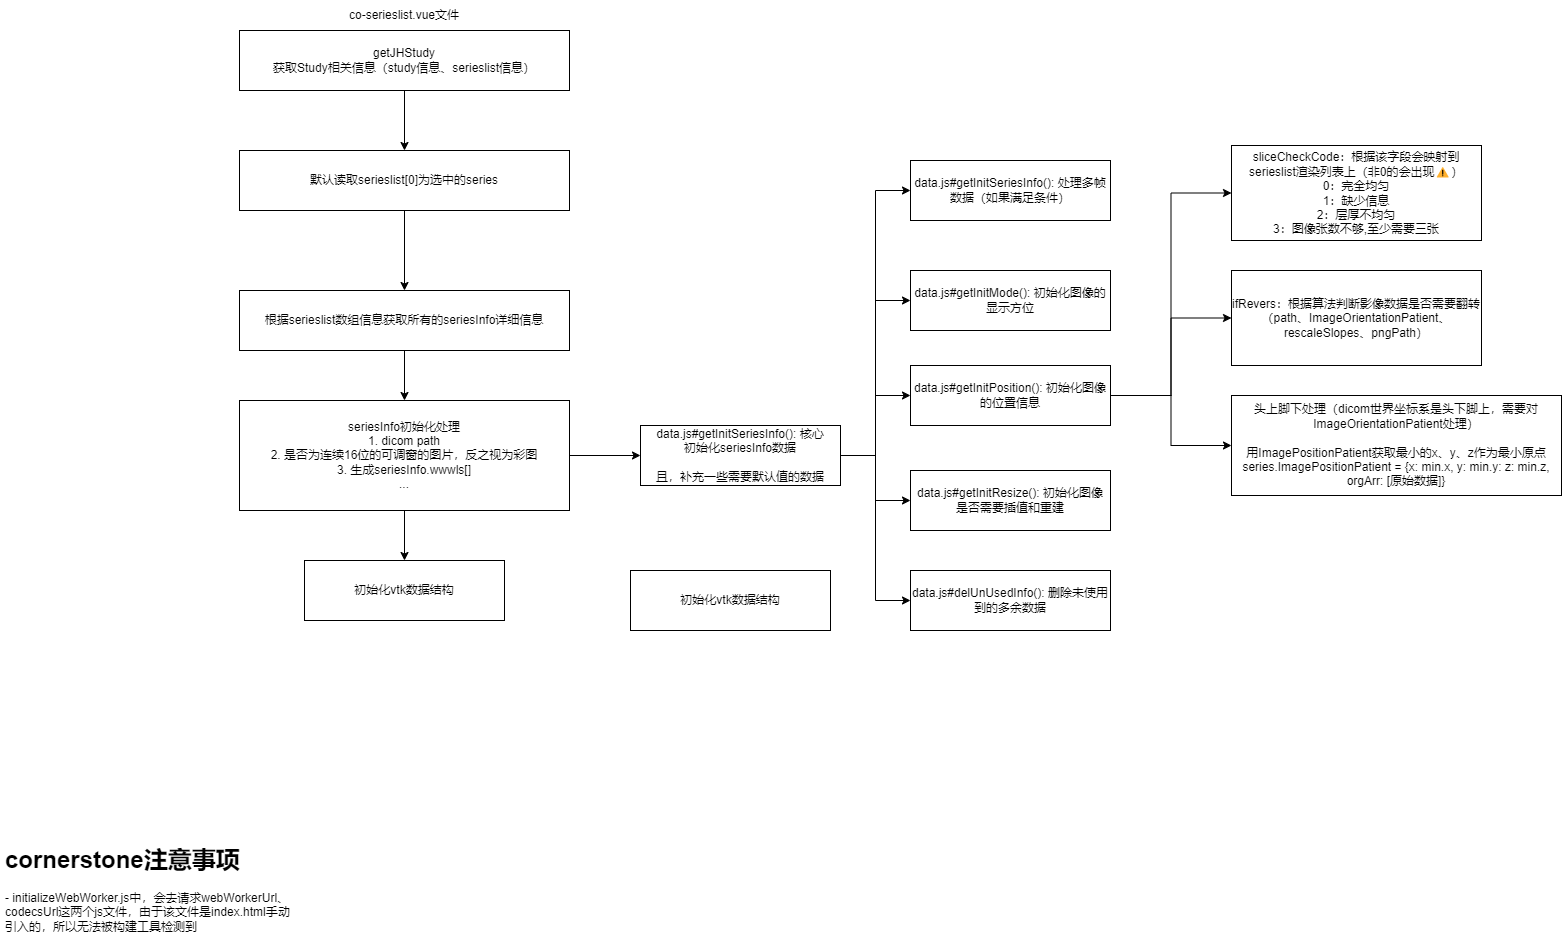 co-serieslist.vue文件
getJHStudy
获取Study相关信息（study信息、serieslist信息）
默认读取serieslist[0]为选中的series
根据serieslist数组信息获取所有的seriesInfo详细信息
seriesInfo初始化处理
1. dicom path
2. 是否为连续16位的可调窗的图片，反之视为彩图
3. 生成seriesInfo.wwwls[]
...
初始化vtk数据结构
data.js#getInitSeriesInfo(): 核心
初始化seriesInfo数据
且，补充一些需要默认值的数据
初始化vtk数据结构
data.js#getInitSeriesInfo(): 处理多帧
数据（如果满足条件）
data.js#getInitMode(): 初始化图像的
显示方位
data.js#getInitPosition(): 初始化图像
的位置信息
data.js#getInitResize(): 初始化图像
是否需要插值和重建
data.js#delUnUsedInfo(): 删除未使用
到的多余数据
sliceCheckCode：根据该字段会映射到
serieslist渲染列表上（非0的会出现⚠️）
0：完全均匀
1：缺少信息
2：层厚不均匀
3：图像张数不够,至少需要三张
ifRevers：根据算法判断影像数据是否需要翻转
（path、ImageOrientationPatient、
rescaleSlopes、pngPath）
头上脚下处理（dicom世界坐标系是头下脚上，需要对
ImageOrientationPatient处理）
用ImagePositionPatient获取最小的x、y、z作为最小原点
series.ImagePositionPatient = {x: min.x, y: min.y: z: min.z,
orgArr: [原始数据]}
cornerstone注意事项
- initializeWebWorker.js中，会去请求webWorkerUrl、
codecsUrl这两个js文件，由于该文件是index.html手动
引入的，所以无法被构建工具检测到